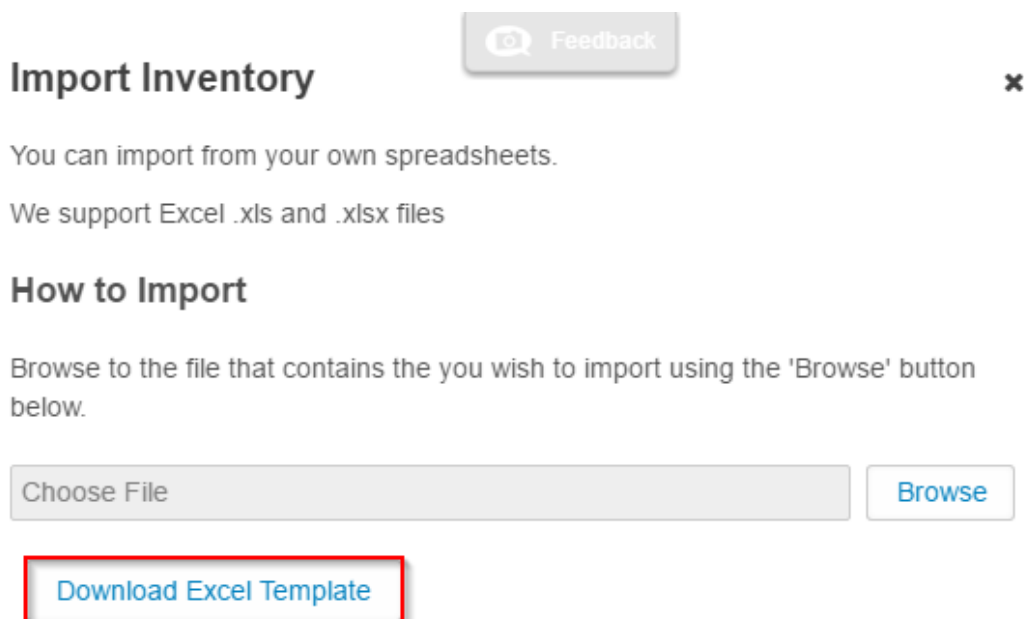 Feedback
Import Inventory
You can import from your own spreadsheets.
We support Excel .xls and .xlsx files
How to Import
Browse to the file that contains the you wish to import using the 'Browse' button
below.
Choose File
Browse
Download Excel Template